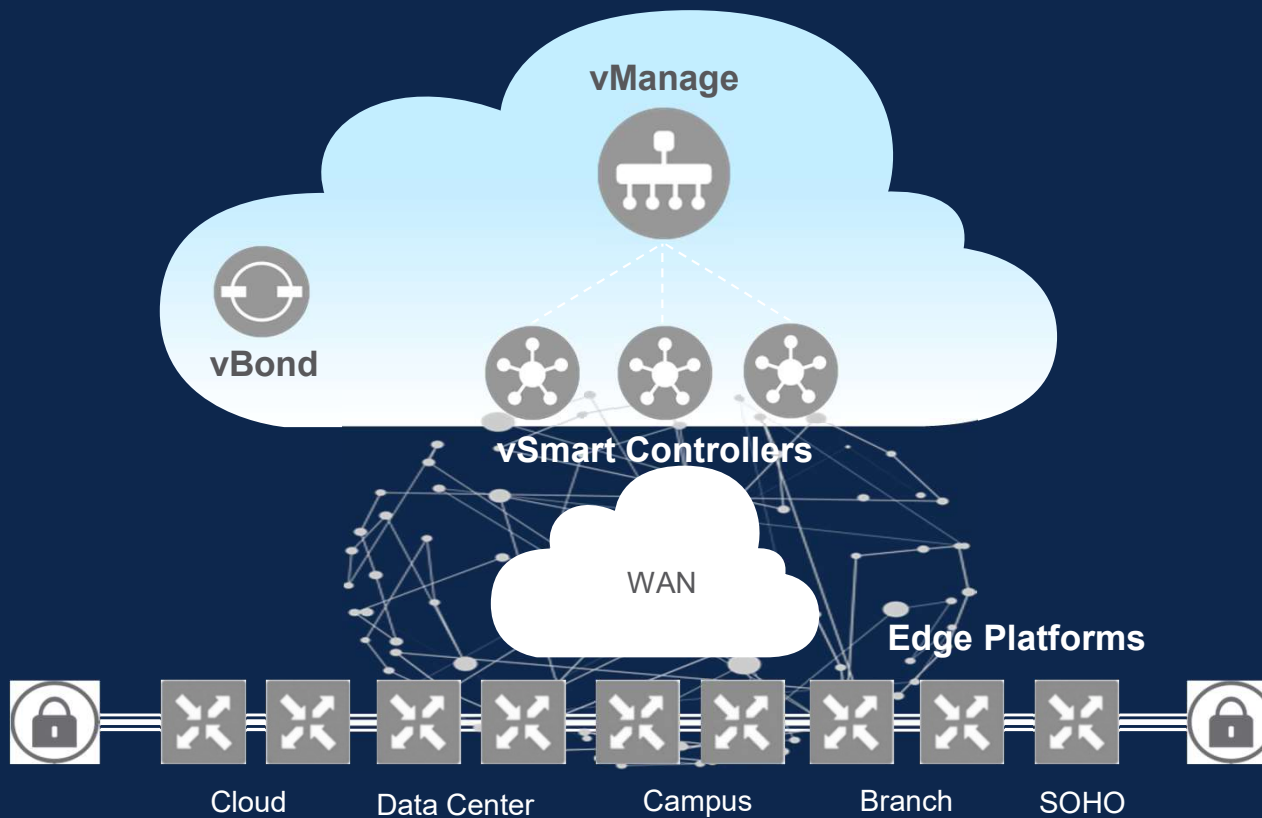 vManage
vBond
vSmart Controllers
WAN
Edge Platforms
Cloud
Data Center
Campus
Branch
SOHO